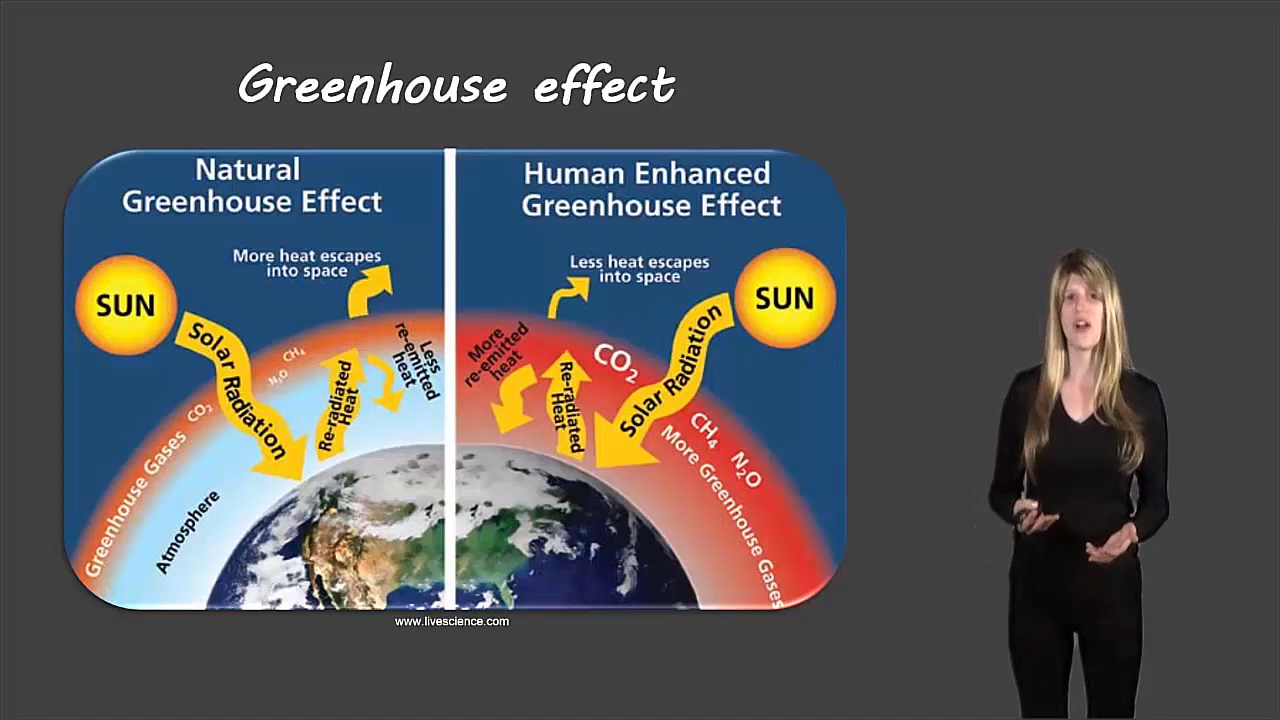 Greenhouse effect
Natural
Greenhouse Effect
More heat escapes
into space
SUN
Solar Radiation
CH4
N2O
CO2
Greenhouse Gases
Atmosphere
Re-radiated
Heat
Less
re-emitted
heat
Human Enhanced
Greenhouse Effect
Less heat escapes
into space
SUN
Solar Radiation
More
re-emitted
heat
Re-radiated
Heat
CO2
CH4
N2O
More Greenhouse Gases
www.livescience.com